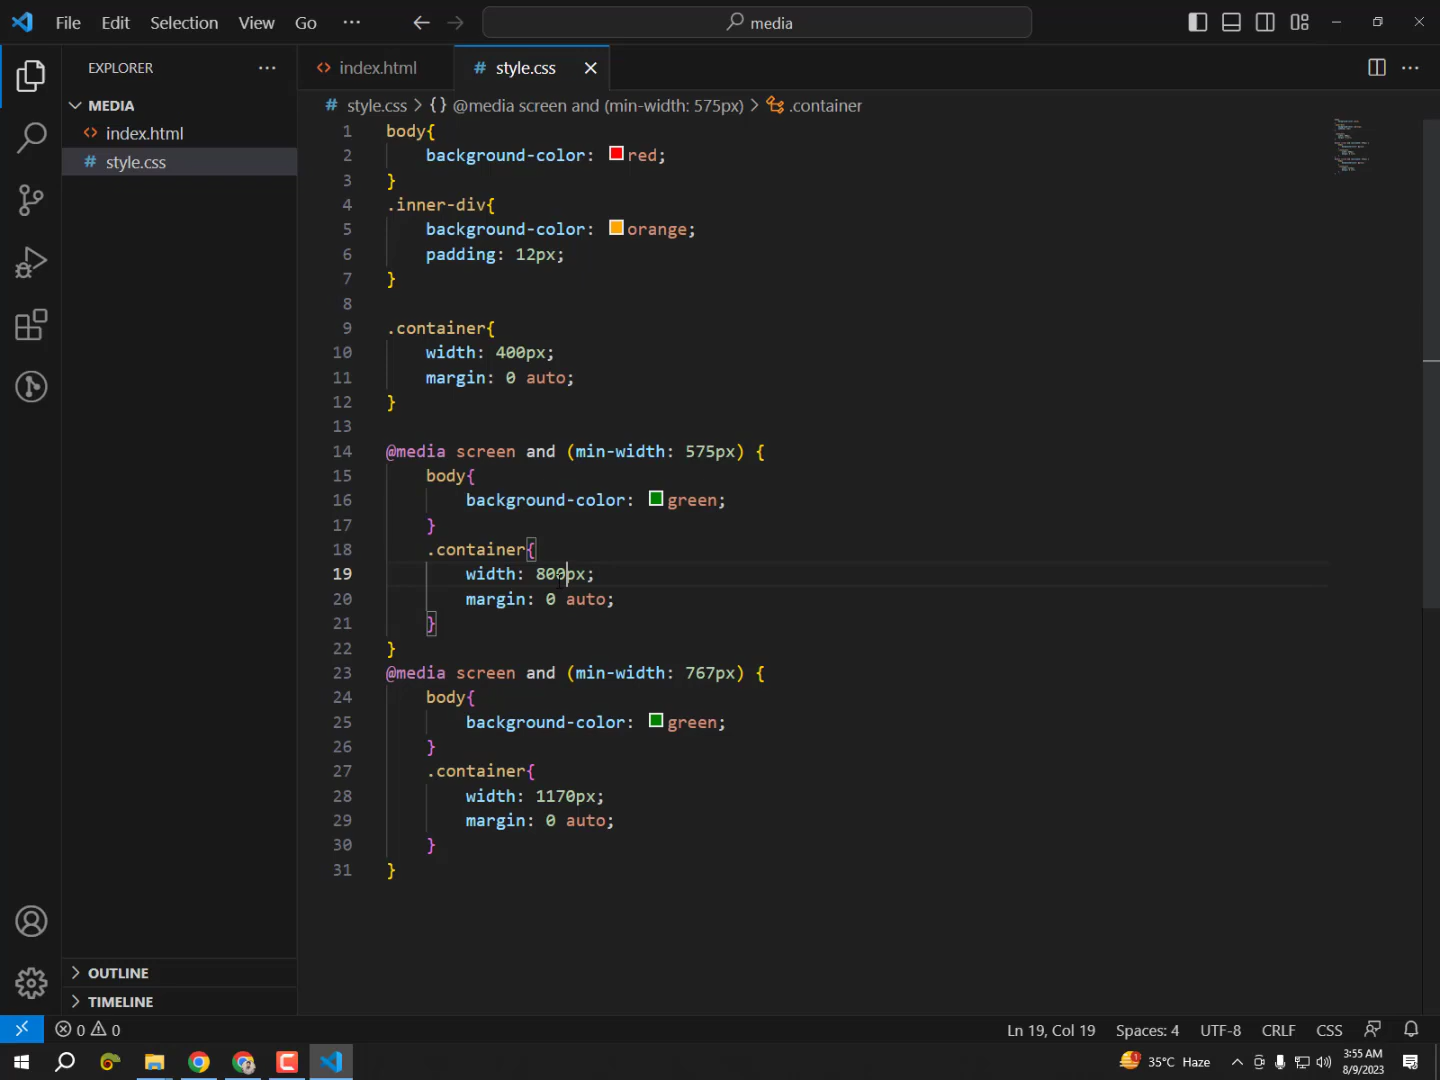 File Edit Selection View Go ··· media
EXPLORER ···
index.html
style.css
style.css > {} @media screen and (min-width: 575px) > .container
MEDIA
index.html
style.css
1 body{
2 background-color: red;
3 }
4 .inner-div{
5 background-color: orange;
6 padding: 12px;
7 }
8
9 .container{
10 width: 400px;
11 margin: 0 auto;
12 }
13
14 @media screen and (min-width: 575px) {
15 body{
16 background-color: green;
17 }
18 .container{
19 width: 800px;
20 margin: 0 auto;
21 }
22 }
23 @media screen and (min-width: 767px) {
24 body{
25 background-color: green;
26 }
27 .container{
28 width: 1170px;
29 margin: 0 auto;
30 }
31 }
OUTLINE
TIMELINE
0 0 Ln 19, Col 19 Spaces: 4 UTF-8 CRLF CSS
1 35°C Haze 3:55 AM
8/9/2023